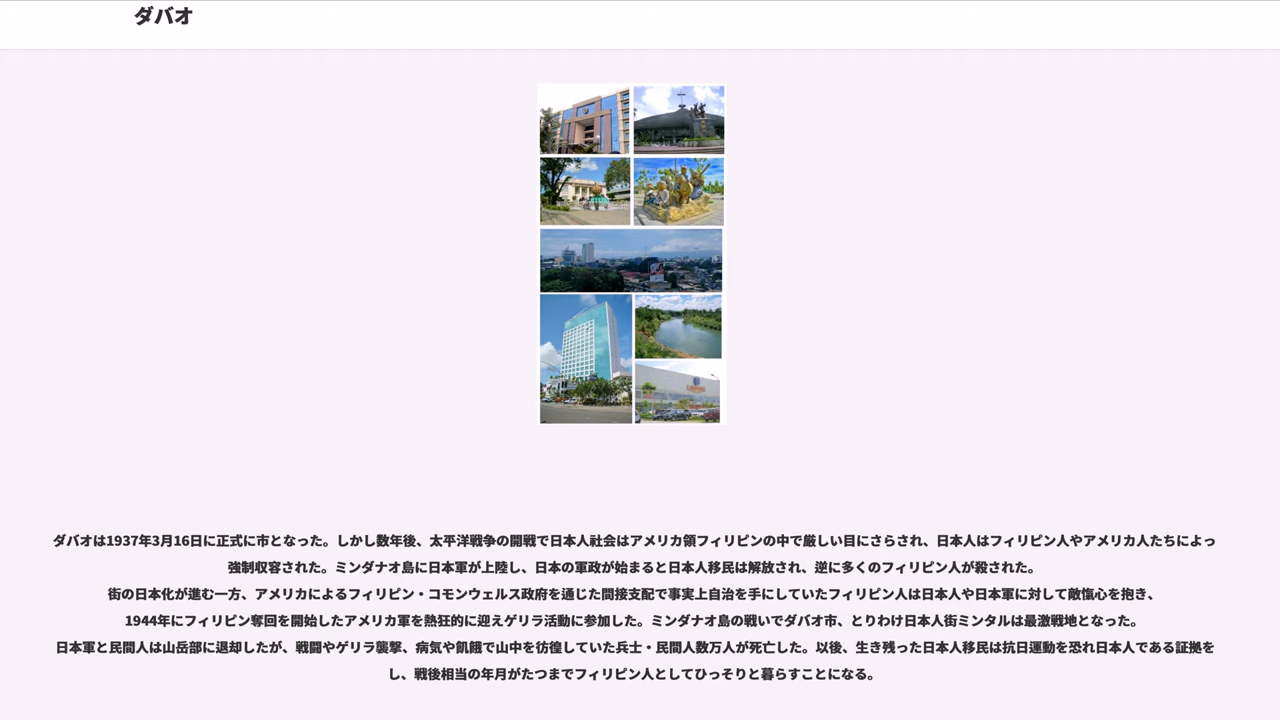 ダバオ
ダバオは1937年3月16日に正式に市となった。しかし数年後、太平洋戦争の開戦で日本人社会はアメリカ領フィリピンの中で厳しい目にさらされ、日本人はフィリピン人やアメリカ人たちによっ
強制収容された。ミンダナオ島に日本軍が上陸し、日本の軍政が始まると日本人移民は解放され、逆に多くのフィリピン人が殺された。
街の日本化が進む一方、アメリカによるフィリピン・コモンウェルス政府を通じた間接支配で事実上自治を手にしていたフィリピン人は日本人や日本軍に対して敵愾心を抱き、
1944年にフィリピン奪回を開始したアメリカ軍を熱狂的に迎えゲリラ活動に参加した。ミンダナオ島の戦いでダバオ市、とりわけ日本人街ミンタルは最激戦地となった。
日本軍と民間人は山岳部に退却したが、戦闘やゲリラ襲撃、病気や飢餓で山中を彷徨していた兵士・民間人数万人が死亡した。以後、生き残った日本人移民は抗日運動を恐れ日本人である証拠を
し、戦後相当の年月がたつまでフィリピン人としてひっそりと暮らすことになる。